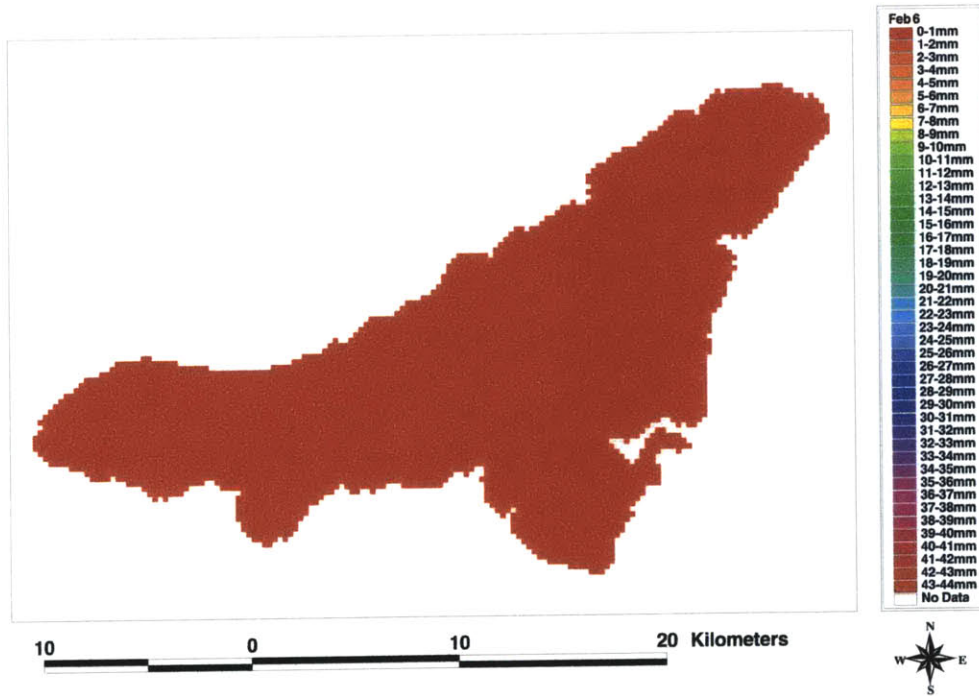 Feb 6
0-1mm
1-2mm
2-3mm
3-4mm
4-5mm
5-6mm
6-7mm
7-8mm
8-9mm
9-10mm
10-11mm
11-12mm
12-13mm
13-14mm
14-15mm
15-16mm
16-17mm
17-18mm
18-19mm
19-20mm
20-21mm
21-22mm
22-23mm
23-24mm
24-25mm
25-26mm
26-27mm
27-28mm
28-29mm
29-30mm
30-31mm
31-32mm
32-33mm
33-34mm
34-35mm
35-36mm
36-37mm
37-38mm
38-39mm
39-40mm
40-41mm
41-42mm
42-43mm
43-44mm
No Data
10 0 10 20 Kilometers
N
W E
S